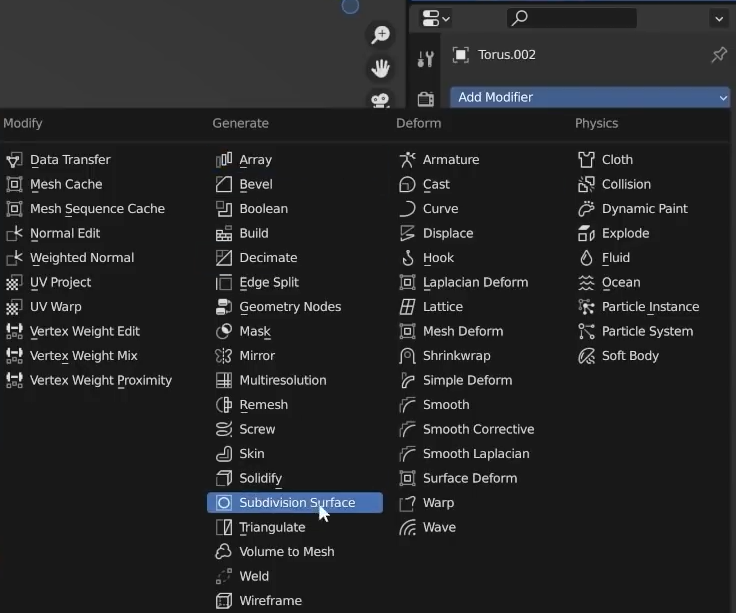 Torus.002
Add Modifier
Modify
Data Transfer
Mesh Cache
Mesh Sequence Cache
Normal Edit
Weighted Normal
UV Project
UV Warp
Vertex Weight Edit
Vertex Weight Mix
Vertex Weight Proximity
Generate
Array
Bevel
Boolean
Build
Decimate
Edge Split
Geometry Nodes
Mask
Mirror
Multiresolution
Remesh
Screw
Skin
Solidify
Subdivision Surface
Triangulate
Volume to Mesh
Weld
Wireframe
Deform
Armature
Cast
Curve
Displace
Hook
Laplacian Deform
Lattice
Mesh Deform
Shrinkwrap
Simple Deform
Smooth
Smooth Corrective
Smooth Laplacian
Surface Deform
Warp
Wave
Physics
Cloth
Collision
Dynamic Paint
Explode
Fluid
Ocean
Particle Instance
Particle System
Soft Body